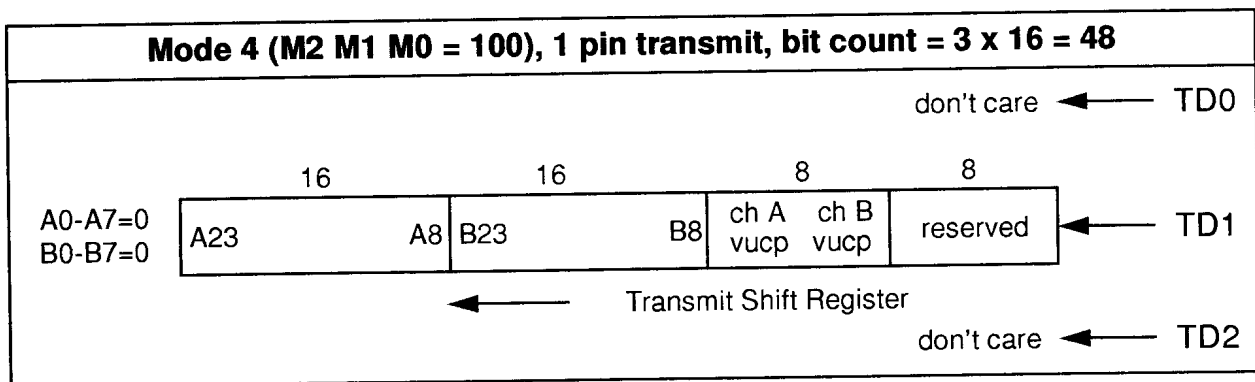 Mode 4 (M2 M1 M0 = 100), 1 pin transmit, bit count = 3 x 16 = 48
don't care TD0
16 16 8 8
A0-A7=0
B0-B7=0
A23 A8 B23 B8
ch A ch B
vucp vucp
reserved
TD1
Transmit Shift Register
don't care TD2